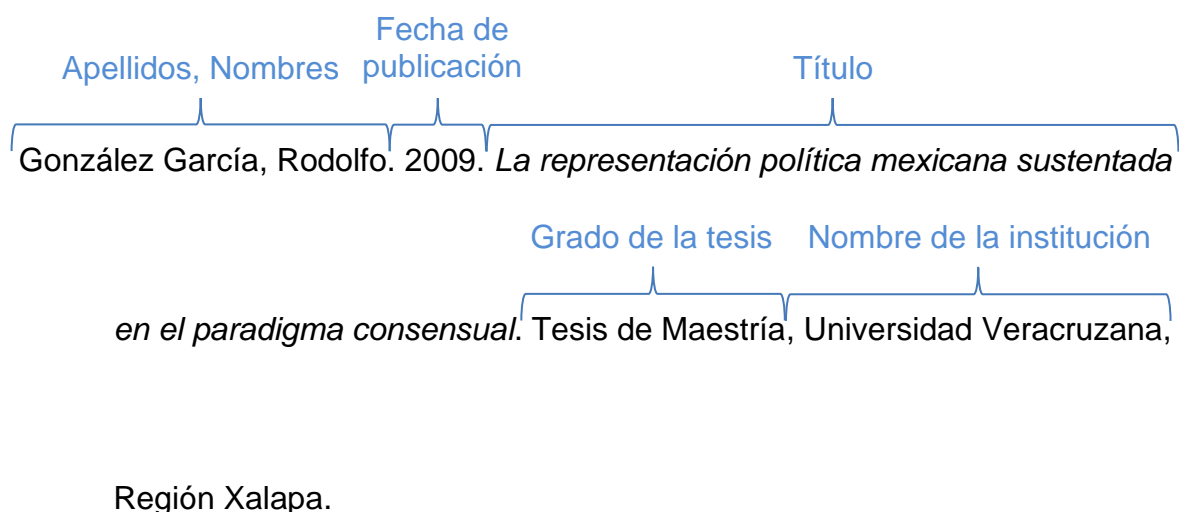 Fecha de
Apellidos, Nombres publicación Título
González García, Rodolfo. 2009. La representación política mexicana sustentada
Grado de la tesis Nombre de la institución
en el paradigma consensual. Tesis de Maestría, Universidad Veracruzana,
Región Xalapa.